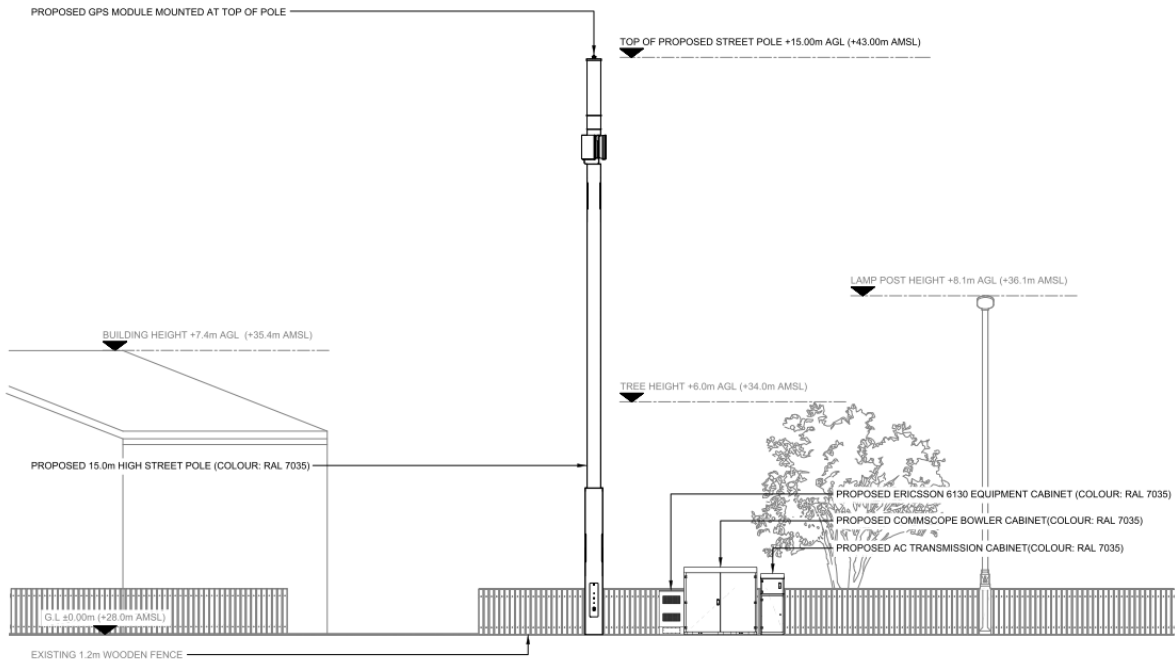 PROPOSED GPS MODULE MOUNTED AT TOP OF POLE
TOP OF PROPOSED STREET POLE +15.00m AGL (+43.00m AMSL)
LAMP POST HEIGHT +8.1m AGL (+36.1m AMSL)
BUILDING HEIGHT +7.4m AGL (+35.4m AMSL)
TREE HEIGHT +6.0m AGL (+34.0m AMSL)
PROPOSED 15.0m HIGH STREET POLE (COLOUR: RAL 7035)
PROPOSED ERICSSON 6130 EQUIPMENT CABINET (COLOUR: RAL 7035)
PROPOSED COMMSCOPE BOWLER CABINET(COLOUR: RAL 7035)
PROPOSED AC TRANSMISSION CABINET(COLOUR: RAL 7035)
G.L ±0.00m (+28.0m AMSL)
EXISTING 1.2m WOODEN FENCE